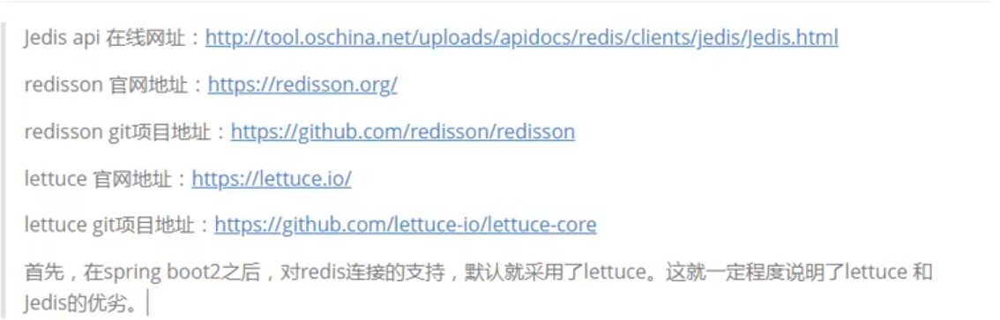 Jedis api 在线网址：http://tool.oschina.net/uploads/apidocs/redis/clients/jedis/Jedis.html
redisson 官网地址：https://redisson.org/
redisson git项目地址：https://github.com/redisson/redisson
lettuce 官网地址：https://lettuce.io/
lettuce git项目地址：https://github.com/lettuce-io/lettuce-core
首先，在spring boot2之后，对redis连接的支持，默认就采用了lettuce。这就一定程度说明了lettuce 和
Jedis的优劣。